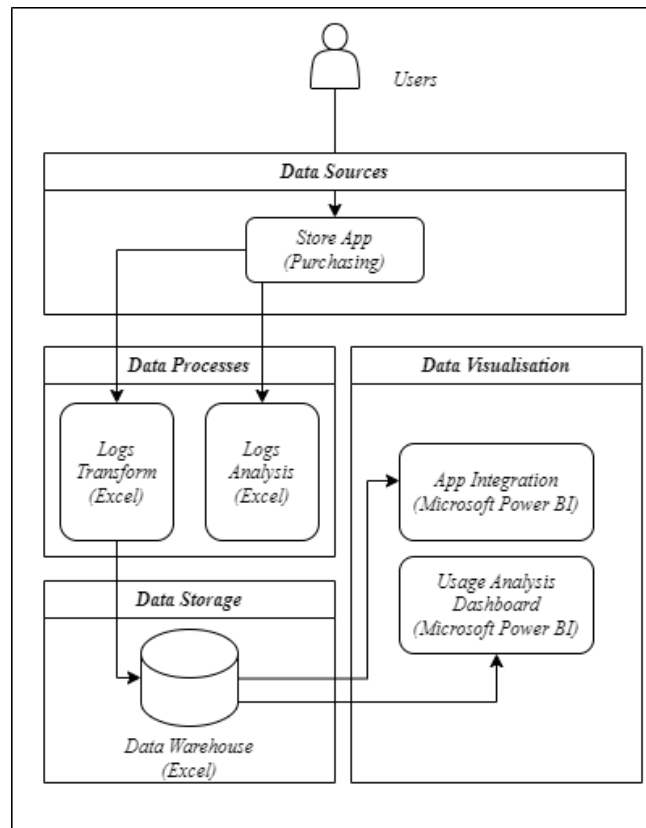 Users
Data Sources
Store App
(Purchasing)
Data Processes
Logs
Transform
(Excel)
Logs
Analysis
(Excel)
Data Visualisation
App Integration
(Microsoft Power BI)
Usage Analysis
Dashboard
(Microsoft Power BI)
Data Storage
Data Warehouse
(Excel)